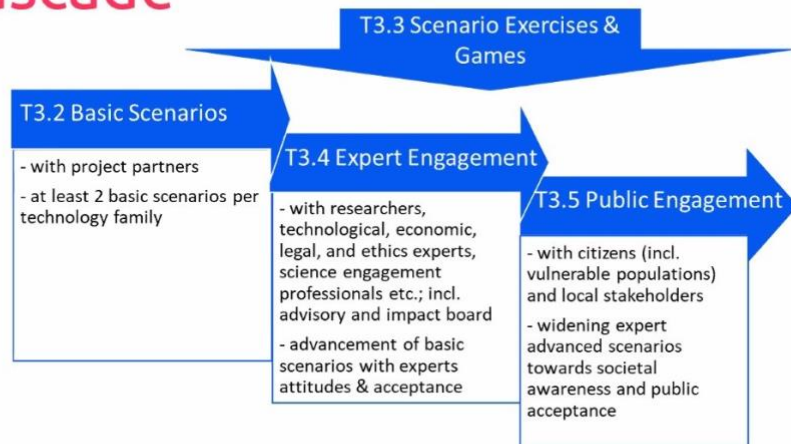 T3.3 Scenario Exercises &
Games
T3.2 Basic Scenarios
- with project partners
- at least 2 basic scenarios per
technology family
T3.4 Expert Engagement
- with researchers,
technological, economic,
legal, and ethics experts,
science engagement
professionals etc.; incl.
advisory and impact board
- advancement of basic
scenarios with experts
attitudes & acceptance
T3.5 Public Engagement
- with citizens (incl.
vulnerable populations)
and local stakeholders
- widening expert
advanced scenarios
towards societal
awareness and public
acceptance